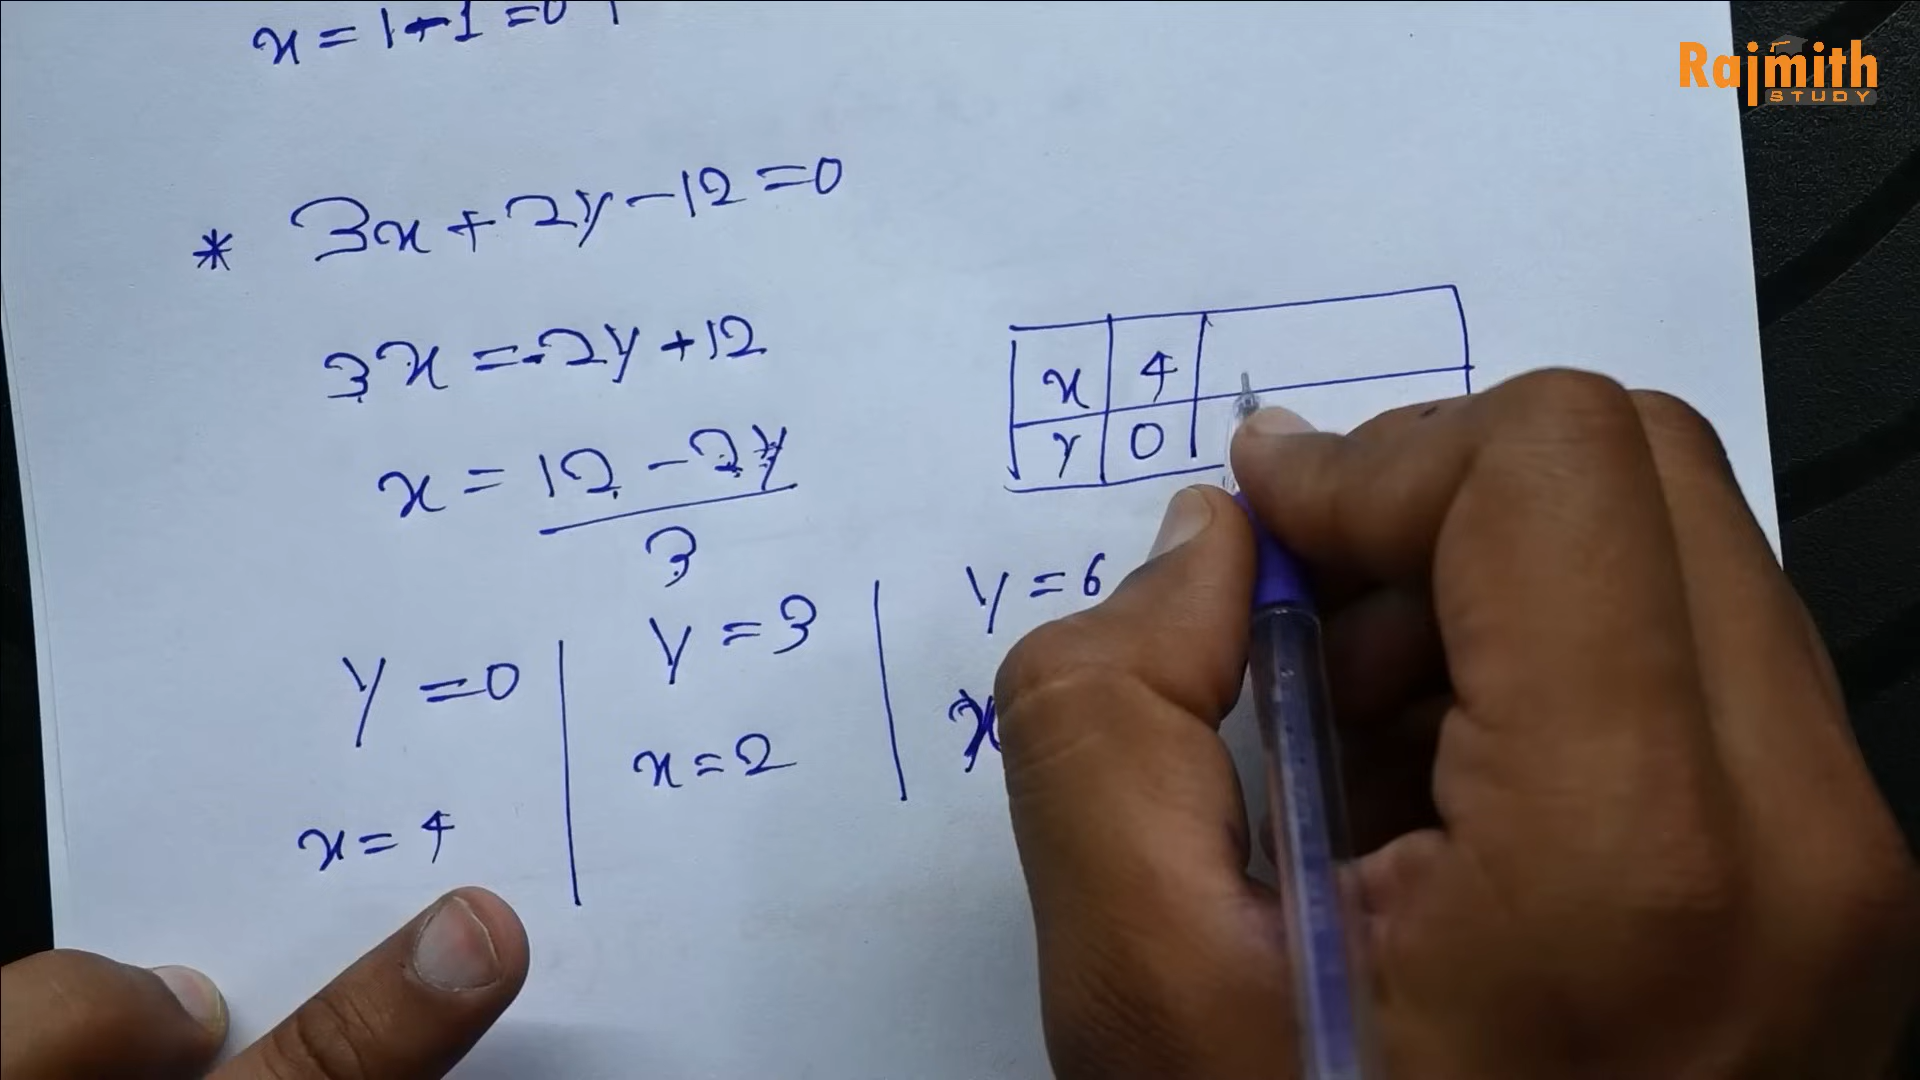 x = 1-1 = 0
Rajmith
STUDY
* 3x + 2y - 12 = 0
3x = -2y + 12
x = 12 - 2y
3
x 4
y 0
y = 0
x = 4
y = 3
x = 2
y = 6
x